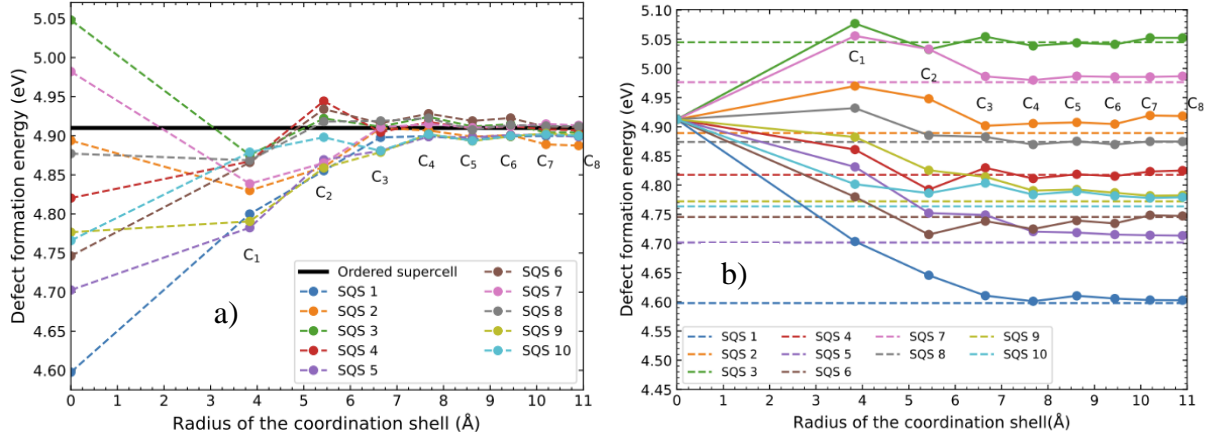 5.05
5.00
4.95
4.90
4.85
4.80
4.75
4.70
4.65
4.60
Defect formation energy (eV)
C1
C2
C3
C4
C5
C6
C7
C8
a)
Ordered supercell
SQS 1
SQS 2
SQS 3
SQS 4
SQS 5
SQS 6
SQS 7
SQS 8
SQS 9
SQS 10
0 1 2 3 4 5 6 7 8 9 10 11
Radius of the coordination shell (Å)
5.10
5.05
5.00
4.95
4.90
4.85
4.80
4.75
4.70
4.65
4.60
4.55
4.50
4.45
Defect formation energy (eV)
C1
C2
C3
C4
C5
C6
C7
C8
b)
SQS 1
SQS 2
SQS 3
SQS 4
SQS 5
SQS 6
SQS 7
SQS 8
SQS 9
SQS 10
0 1 2 3 4 5 6 7 8 9 10 11
Radius of the coordination shell(Å)